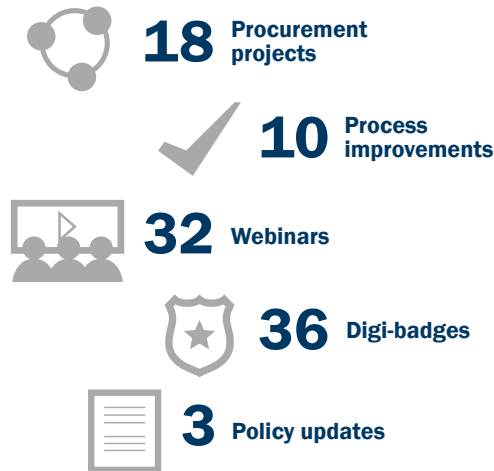 18 Procurement
projects
10 Process
improvements
32 Webinars
36 Digi-badges
3 Policy updates